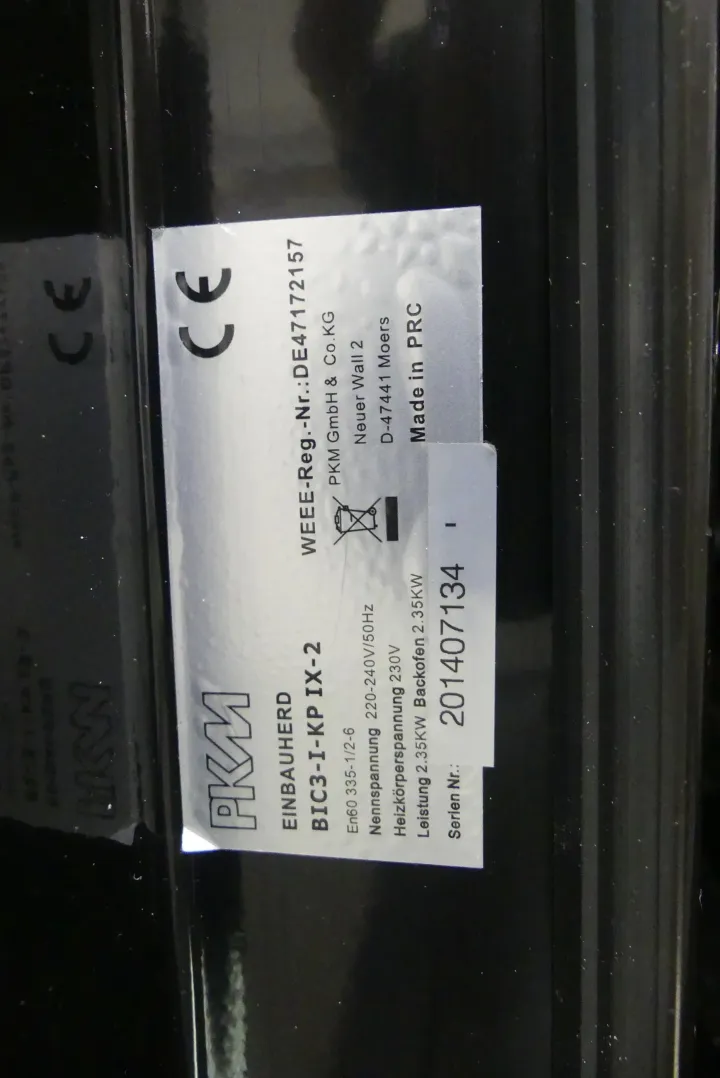 PKM
CE
EINBAUHERD
BIC3-I-KP IX-2
En60 335-1/2-6
Nennspannung 220-240V/50Hz
Heizkörperspannung 230V
Leistung 2.35KW Backofen 2.35KW
Serien Nr.: 201407134
WEEE-Reg.-Nr.:DE47172157
PKM GmbH & Co.KG
Neuer Wall 2
D-47441 Moers
Made in PRC